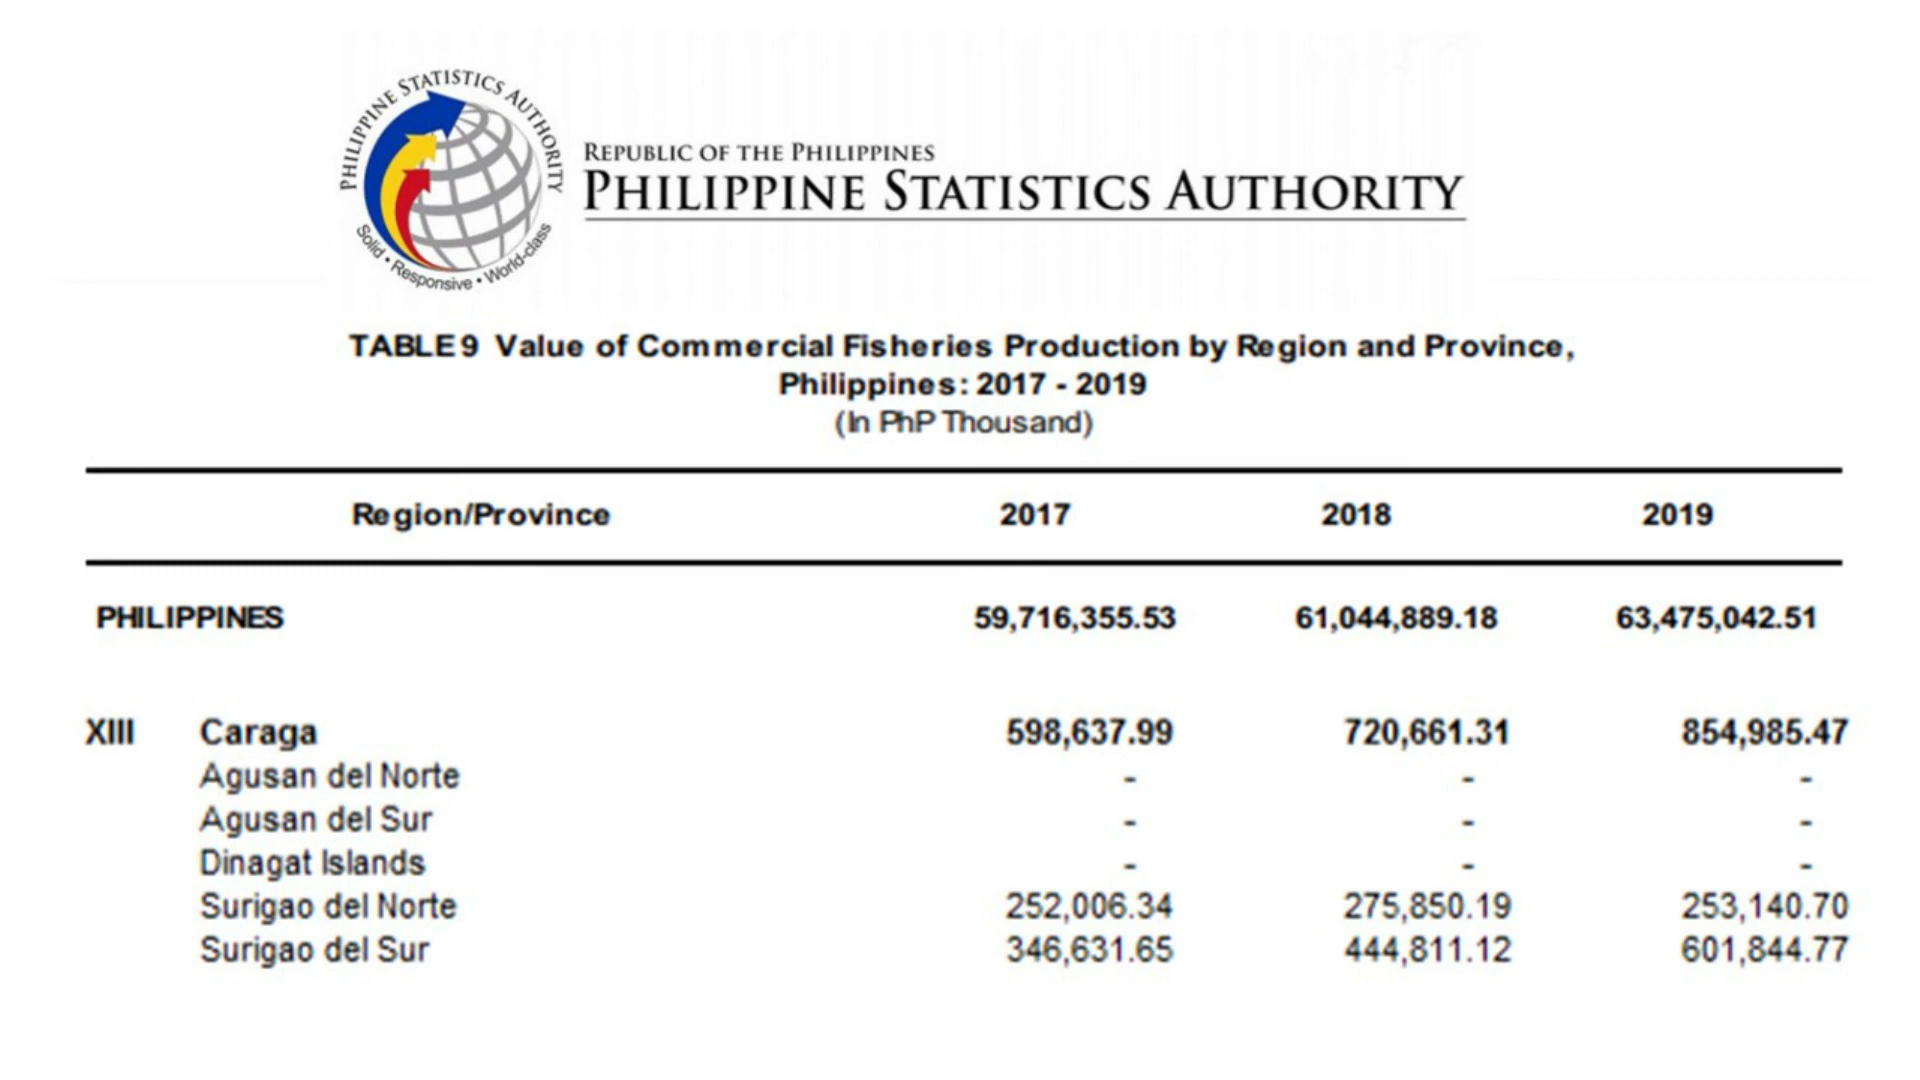 PHILIPPINE STATISTICS AUTHORITY
Solid • Responsive • World-class
REPUBLIC OF THE PHILIPPINES
PHILIPPINE STATISTICS AUTHORITY
TABLE 9 Value of Commercial Fisheries Production by Region and Province,
Philippines: 2017 - 2019
(In PhP Thousand)
Region/Province 2017 2018 2019
PHILIPPINES 59,716,355.53 61,044,889.18 63,475,042.51
XIII Caraga 598,637.99 720,661.31 854,985.47
Agusan del Norte - - -
Agusan del Sur - - -
Dinagat Islands - - -
Surigao del Norte 252,006.34 275,850.19 253,140.70
Surigao del Sur 346,631.65 444,811.12 601,844.77